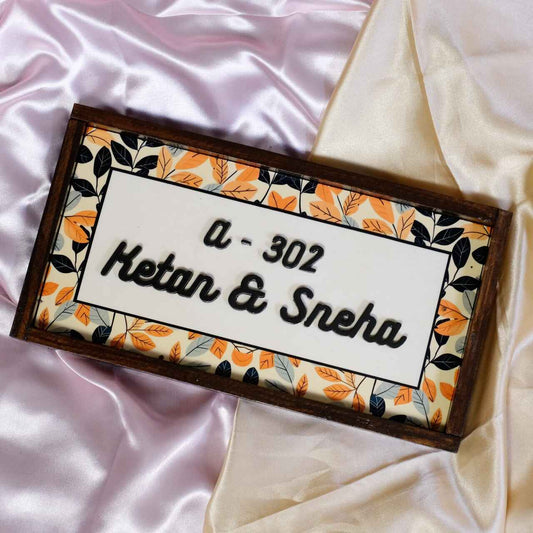 a - 302
Ketan & Sneha